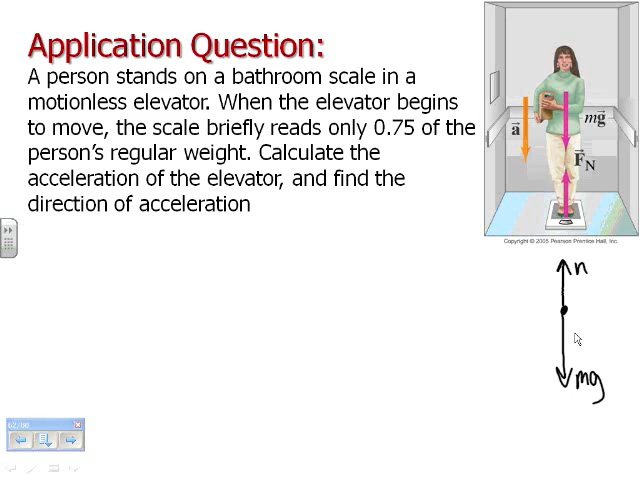 Application Question:
A person stands on a bathroom scale in a
motionless elevator. When the elevator begins
to move, the scale briefly reads only 0.75 of the
person's regular weight. Calculate the
acceleration of the elevator, and find the
direction of acceleration
a
mg
F N
Copyright © 2005 Pearson Prentice Hall, Inc.
n
mg
62/80